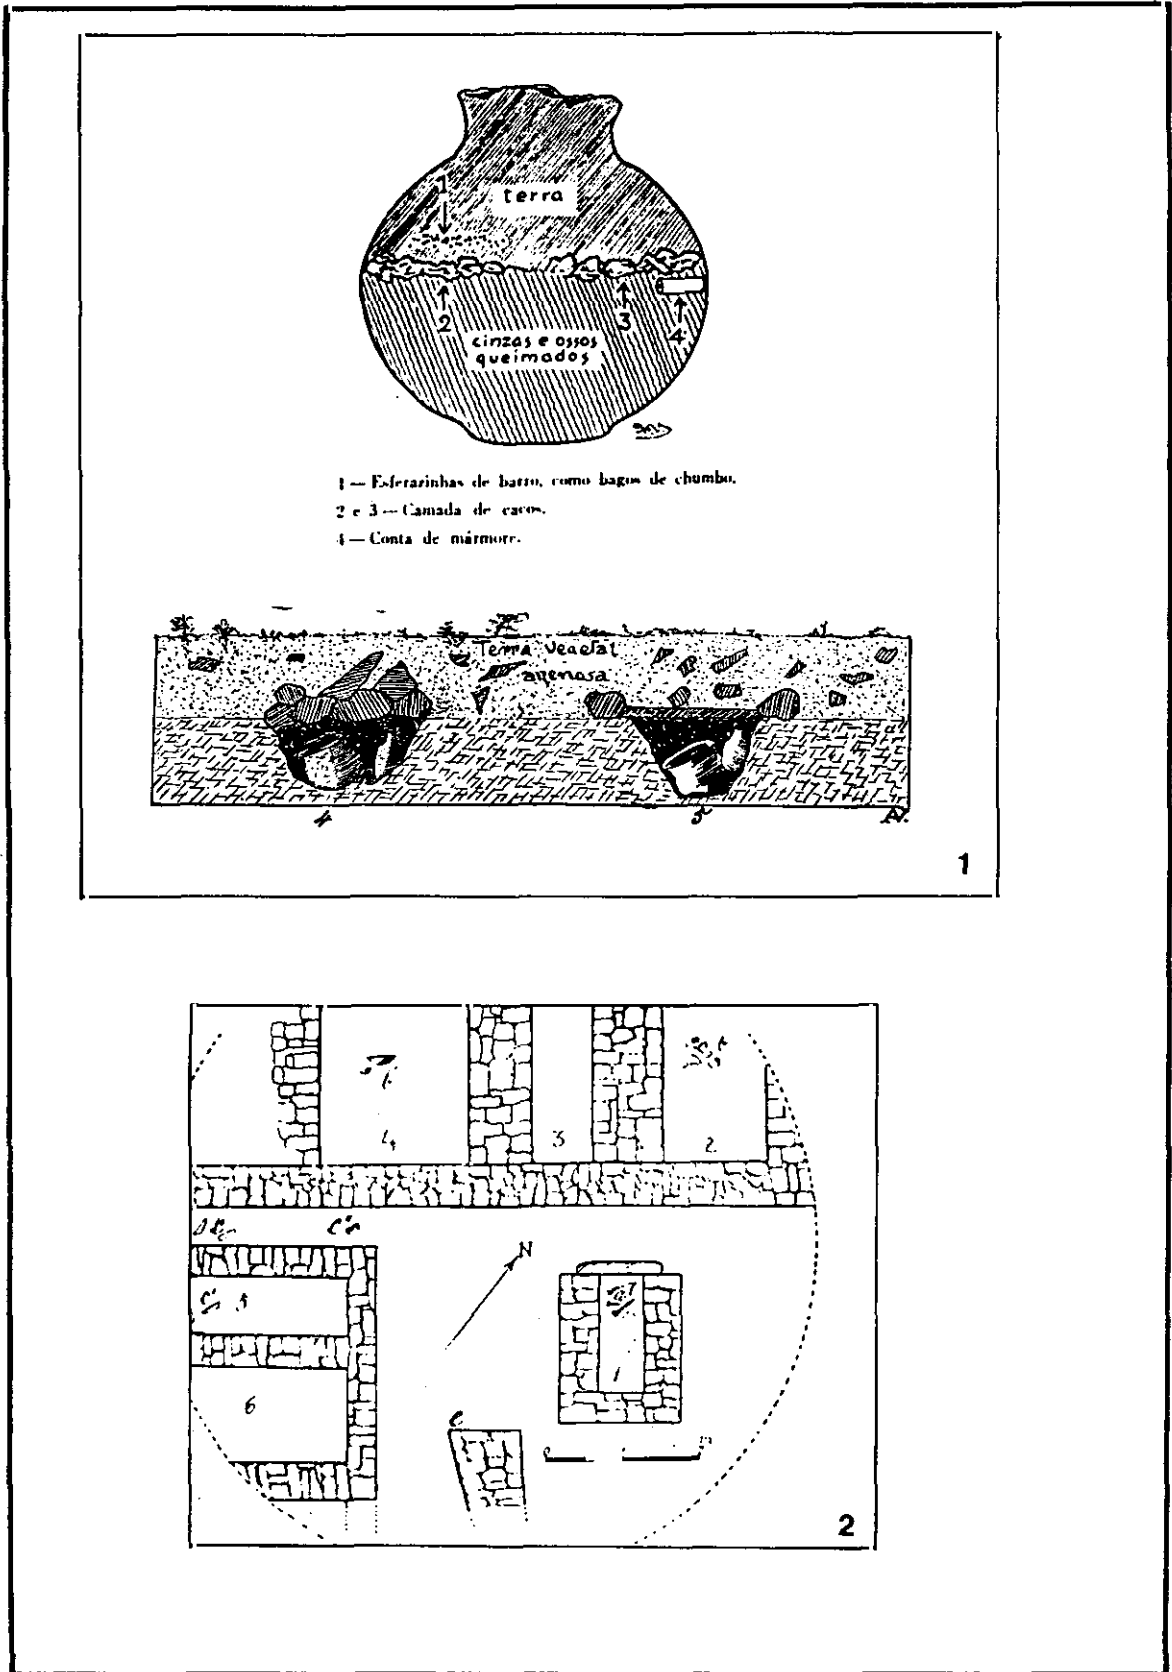 1
terra
2
3
4
cinzas e ossos
queimados
1 — Esferazinhas de barro, como bagos de chumbo.
2 e 3 — Camada de cacos.
4 — Conta de mármore.
Terra vegetal
arenosa
4
5
1
4
3
2
N
5
6
1
2